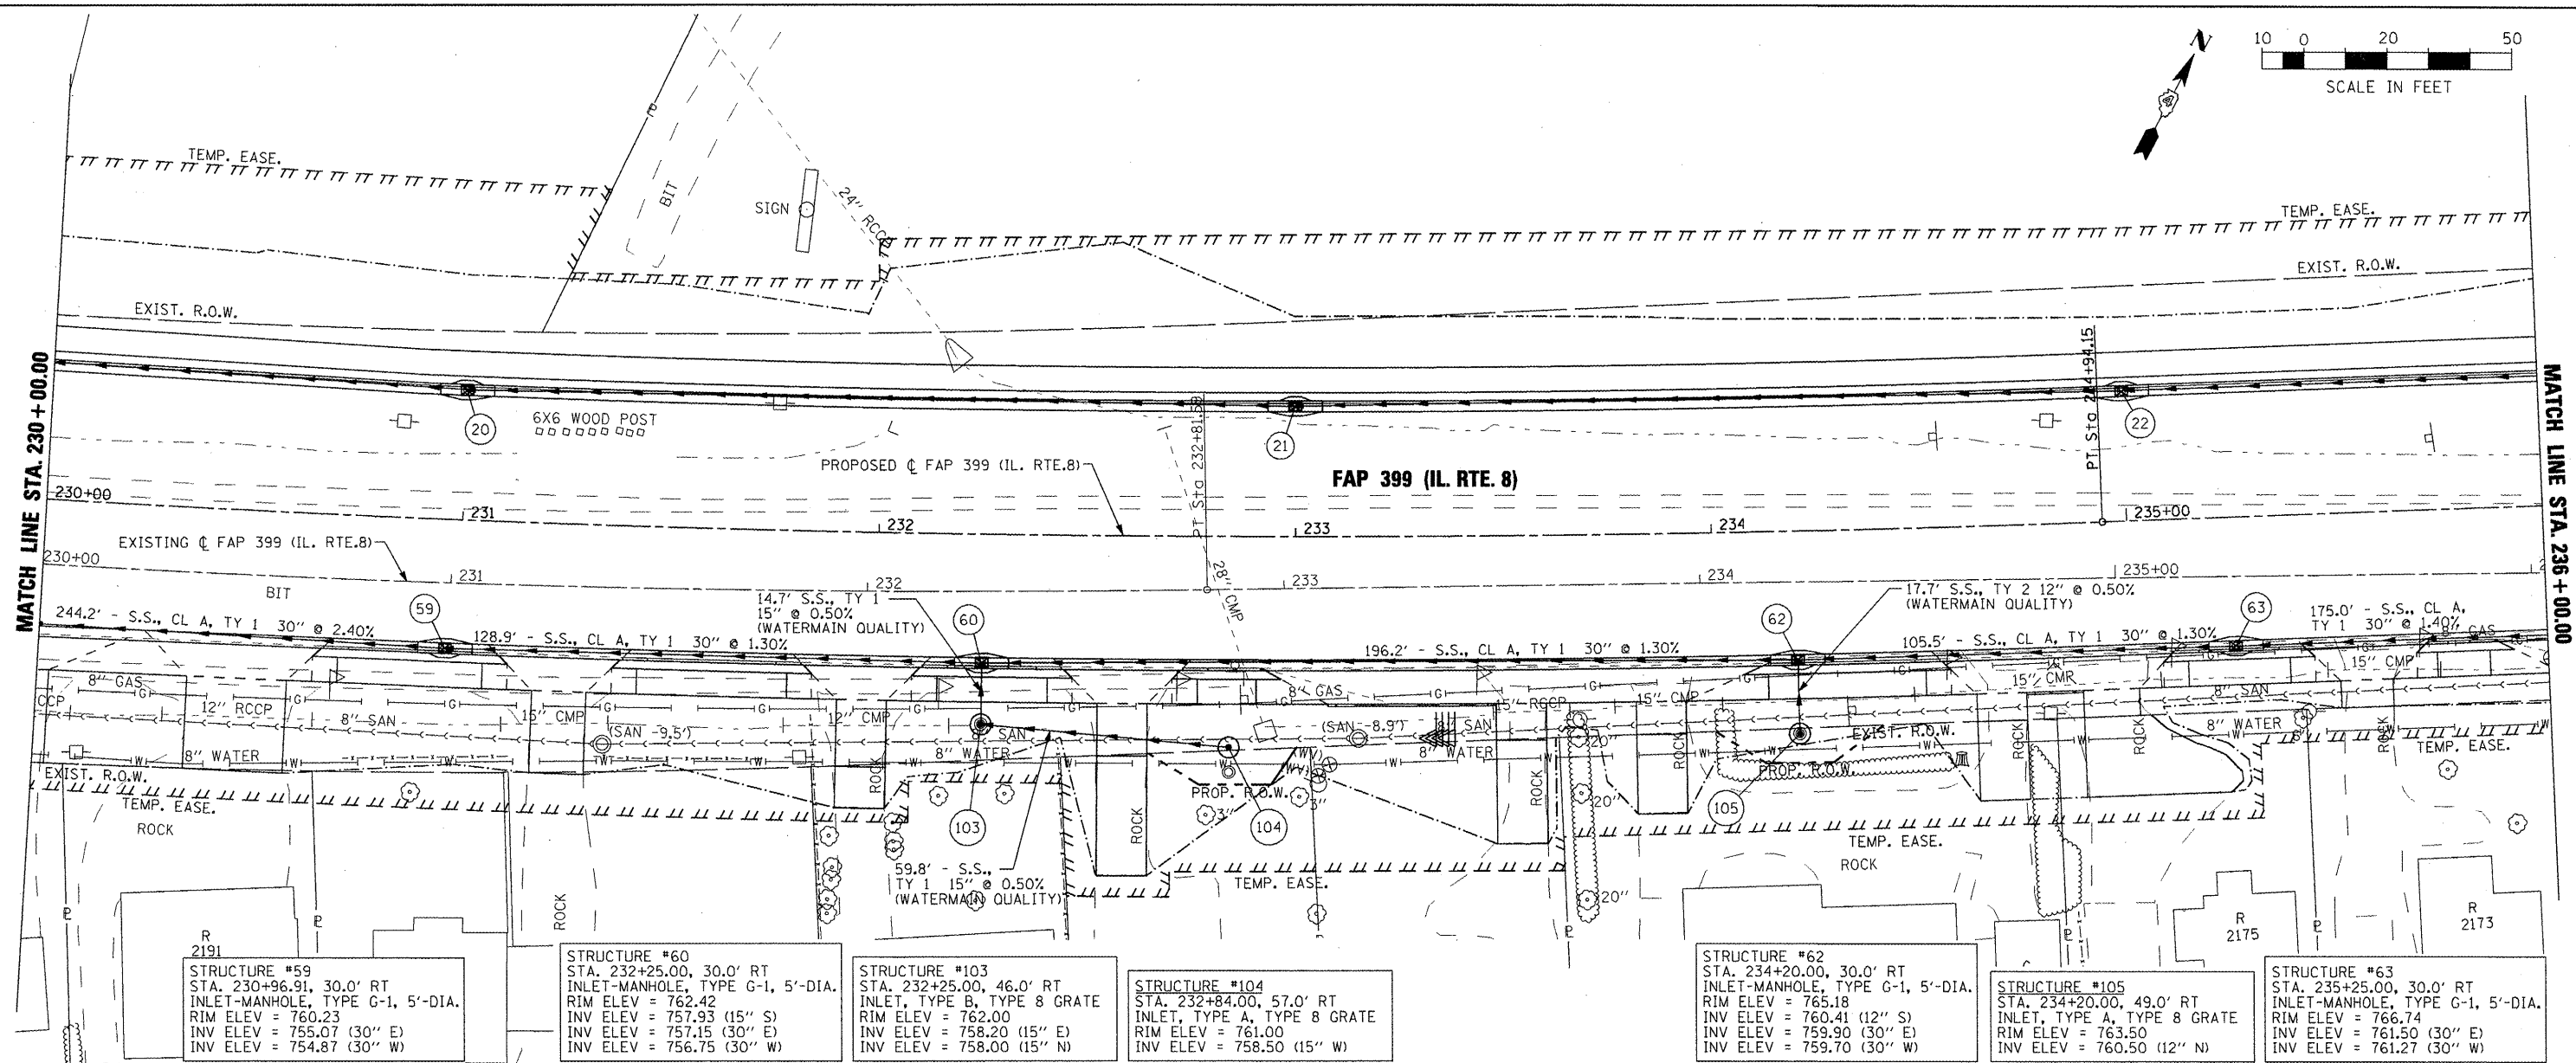 10 0 20 50
SCALE IN FEET
N
TEMP. EASE.
BIT
SIGN
24" RCCP
TEMP. EASE.
EXIST. R.O.W.
EXIST. R.O.W.
MATCH LINE STA. 230+00.00
MATCH LINE STA. 236+00.00
20
6X6 WOOD POST
21
22
PT Sta 232+81.59
PT Sta 234+94.15
PROPOSED ℄ FAP 399 (IL. RTE.8)
FAP 399 (IL. RTE. 8)
230+00
231
232
233
234
235+00
EXISTING ℄ FAP 399 (IL. RTE.8)
230+00
231
232
233
234
235+00
BIT
28" CMP
244.2' - S.S., CL A, TY 1 30" @ 2.40%
59
128.9' - S.S., CL A, TY 1 30" @ 1.30%
14.7' S.S., TY 1
15" @ 0.50%
(WATERMAIN QUALITY)
60
196.2' - S.S., CL A, TY 1 30" @ 1.30%
62
17.7' S.S., TY 2 12" @ 0.50%
(WATERMAIN QUALITY)
105.5' - S.S., CL A, TY 1 30" @ 1.30%
63
175.0' - S.S., CL A,
TY 1 30" @ 1.40%
8" GAS
15" CMP
8" GAS
CCP
12" RCCP
8" SAN
15" CMP
(SAN -9.5')
12" CMP
SAN
8" WATER
8" WATER
8" GAS
(SAN -8.9')
8" SAN
8" WATER
15" RCCP
15" CMP
15" CMP
8" SAN
8" WATER
EXIST. R.O.W.
TEMP. EASE.
ROCK
ROCK
ROCK
ROCK
PROP. R.O.W.
3"
3"
103
104
105
20"
20"
20"
ROCK
ROCK
EXIST. R.O.W.
PROP. R.O.W.
ROCK
ROCK
ROCK
TEMP. EASE.
TEMP. EASE.
TEMP. EASE.
ROCK
59.8' - S.S.,
TY 1 15" @ 0.50%
(WATERMAIN QUALITY)
R
2191
R
2175
R
2173
STRUCTURE #59
STA. 230+96.91, 30.0' RT
INLET-MANHOLE, TYPE G-1, 5'-DIA.
RIM ELEV = 760.23
INV ELEV = 755.07 (30" E)
INV ELEV = 754.87 (30" W)
STRUCTURE #60
STA. 232+25.00, 30.0' RT
INLET-MANHOLE, TYPE G-1, 5'-DIA.
RIM ELEV = 762.42
INV ELEV = 757.93 (15" S)
INV ELEV = 757.15 (30" E)
INV ELEV = 756.75 (30" W)
STRUCTURE #103
STA. 232+25.00, 46.0' RT
INLET, TYPE B, TYPE 8 GRATE
RIM ELEV = 762.00
INV ELEV = 758.20 (15" E)
INV ELEV = 758.00 (15" N)
STRUCTURE #104
STA. 232+84.00, 57.0' RT
INLET, TYPE A, TYPE 8 GRATE
RIM ELEV = 761.00
INV ELEV = 758.50 (15" W)
STRUCTURE #62
STA. 234+20.00, 30.0' RT
INLET-MANHOLE, TYPE G-1, 5'-DIA.
RIM ELEV = 765.18
INV ELEV = 760.41 (12" S)
INV ELEV = 759.90 (30" E)
INV ELEV = 759.70 (30" W)
STRUCTURE #105
STA. 234+20.00, 49.0' RT
INLET, TYPE A, TYPE 8 GRATE
RIM ELEV = 763.50
INV ELEV = 760.50 (12" N)
STRUCTURE #63
STA. 235+25.00, 30.0' RT
INLET-MANHOLE, TYPE G-1, 5'-DIA.
RIM ELEV = 766.74
INV ELEV = 761.50 (30" E)
INV ELEV = 761.27 (30" W)